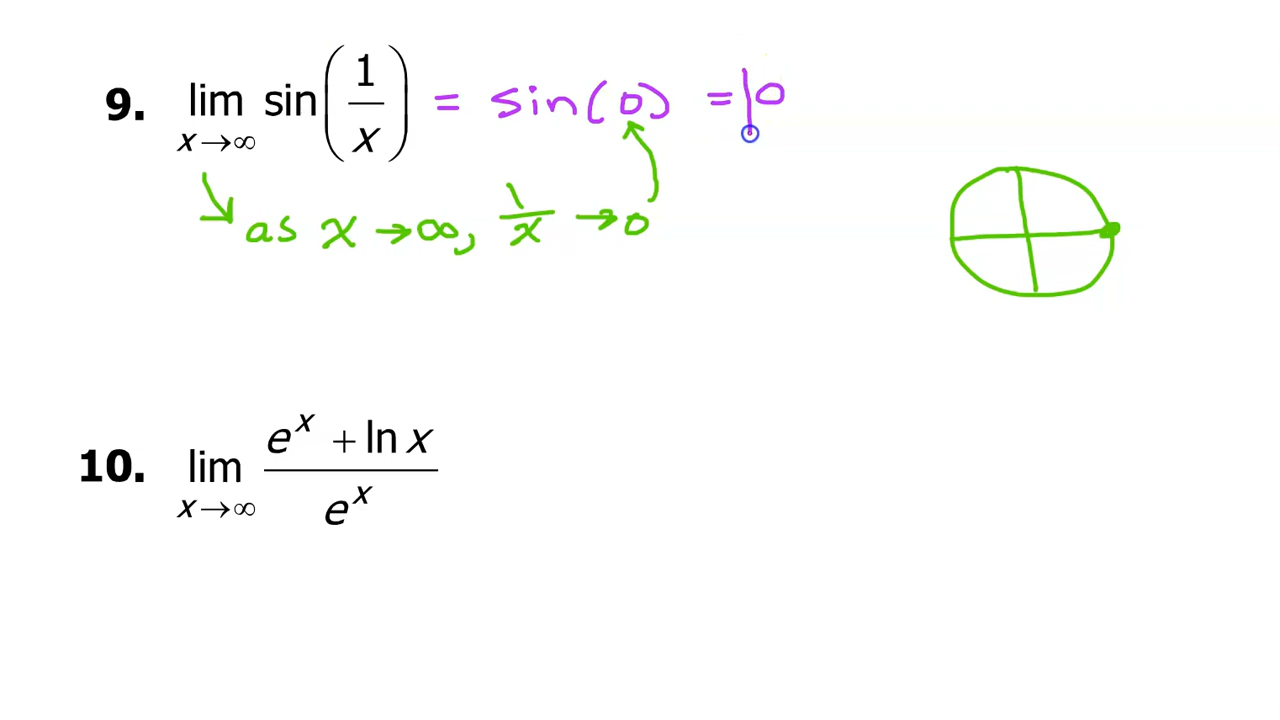 9. lim x→∞ sin(1/x) = sin(0) = 0
as x →∞, 1/x → 0
10. lim x→∞ (e^x + ln x)/e^x